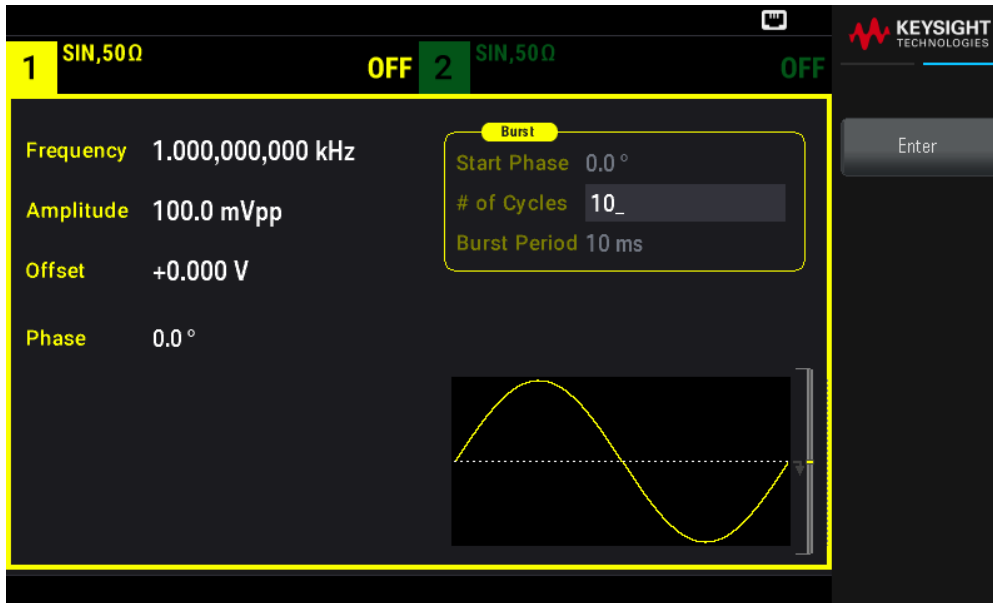 KEYSIGHT
TECHNOLOGIES
1 SIN,50Ω OFF
2 SIN,50Ω OFF
Frequency 1.000,000,000 kHz
Amplitude 100.0 mVpp
Offset +0.000 V
Phase 0.0 °
Burst
Start Phase 0.0 °
# of Cycles 10_
Burst Period 10 ms
Enter